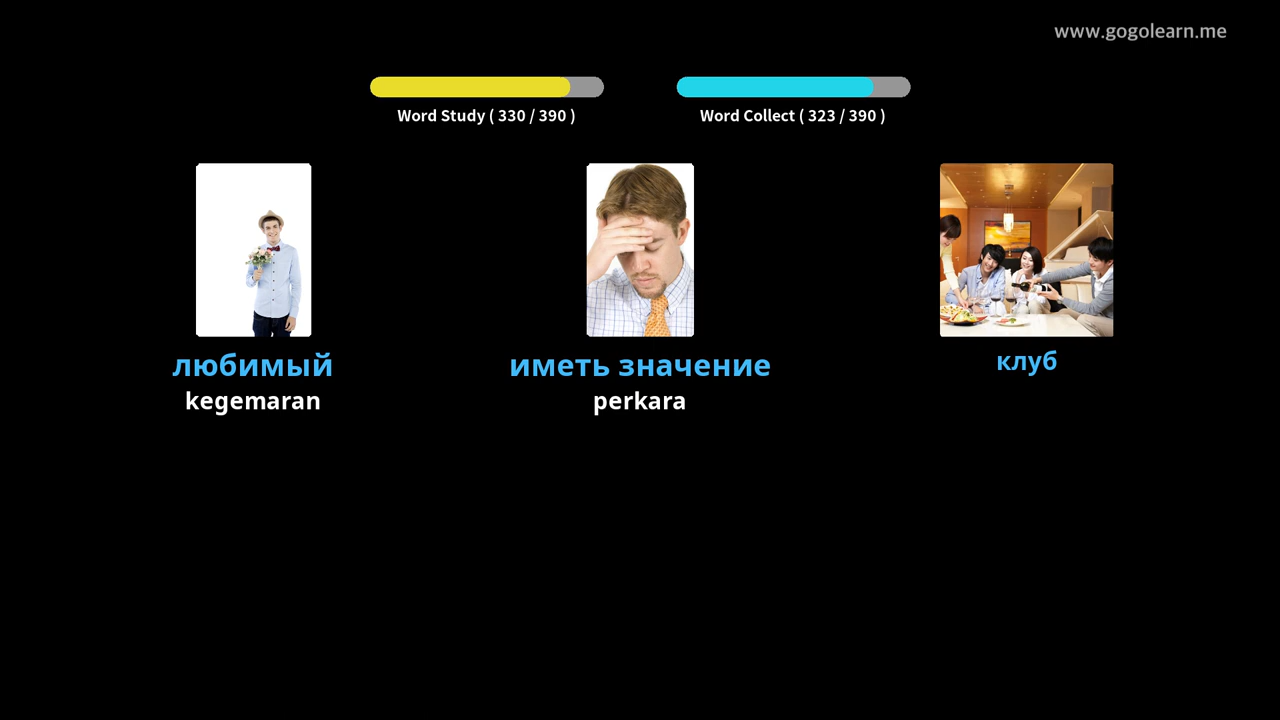 www.gogolearn.me
Word Study ( 330 / 390 )
Word Collect ( 323 / 390 )
любимый
kegemaran
иметь значение
perkara
клуб